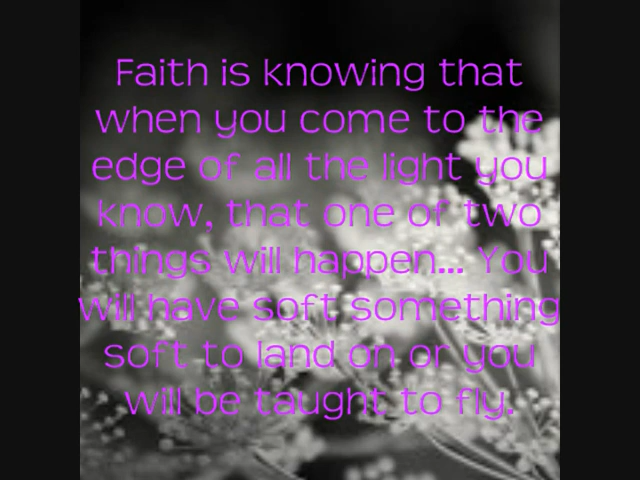 Faith is knowing that
when you come to the
edge of all the light you
know, that one of two
things will happen... You
will have soft something
soft to land on or you
will be taught to fly.